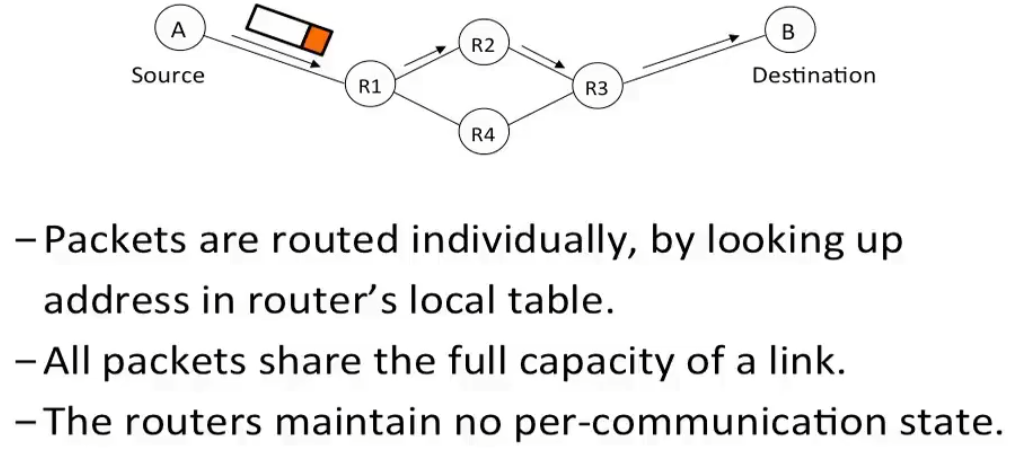 A
Source
R1
R2
R4
R3
B
Destination
– Packets are routed individually, by looking up
address in router's local table.
– All packets share the full capacity of a link.
– The routers maintain no per-communication state.